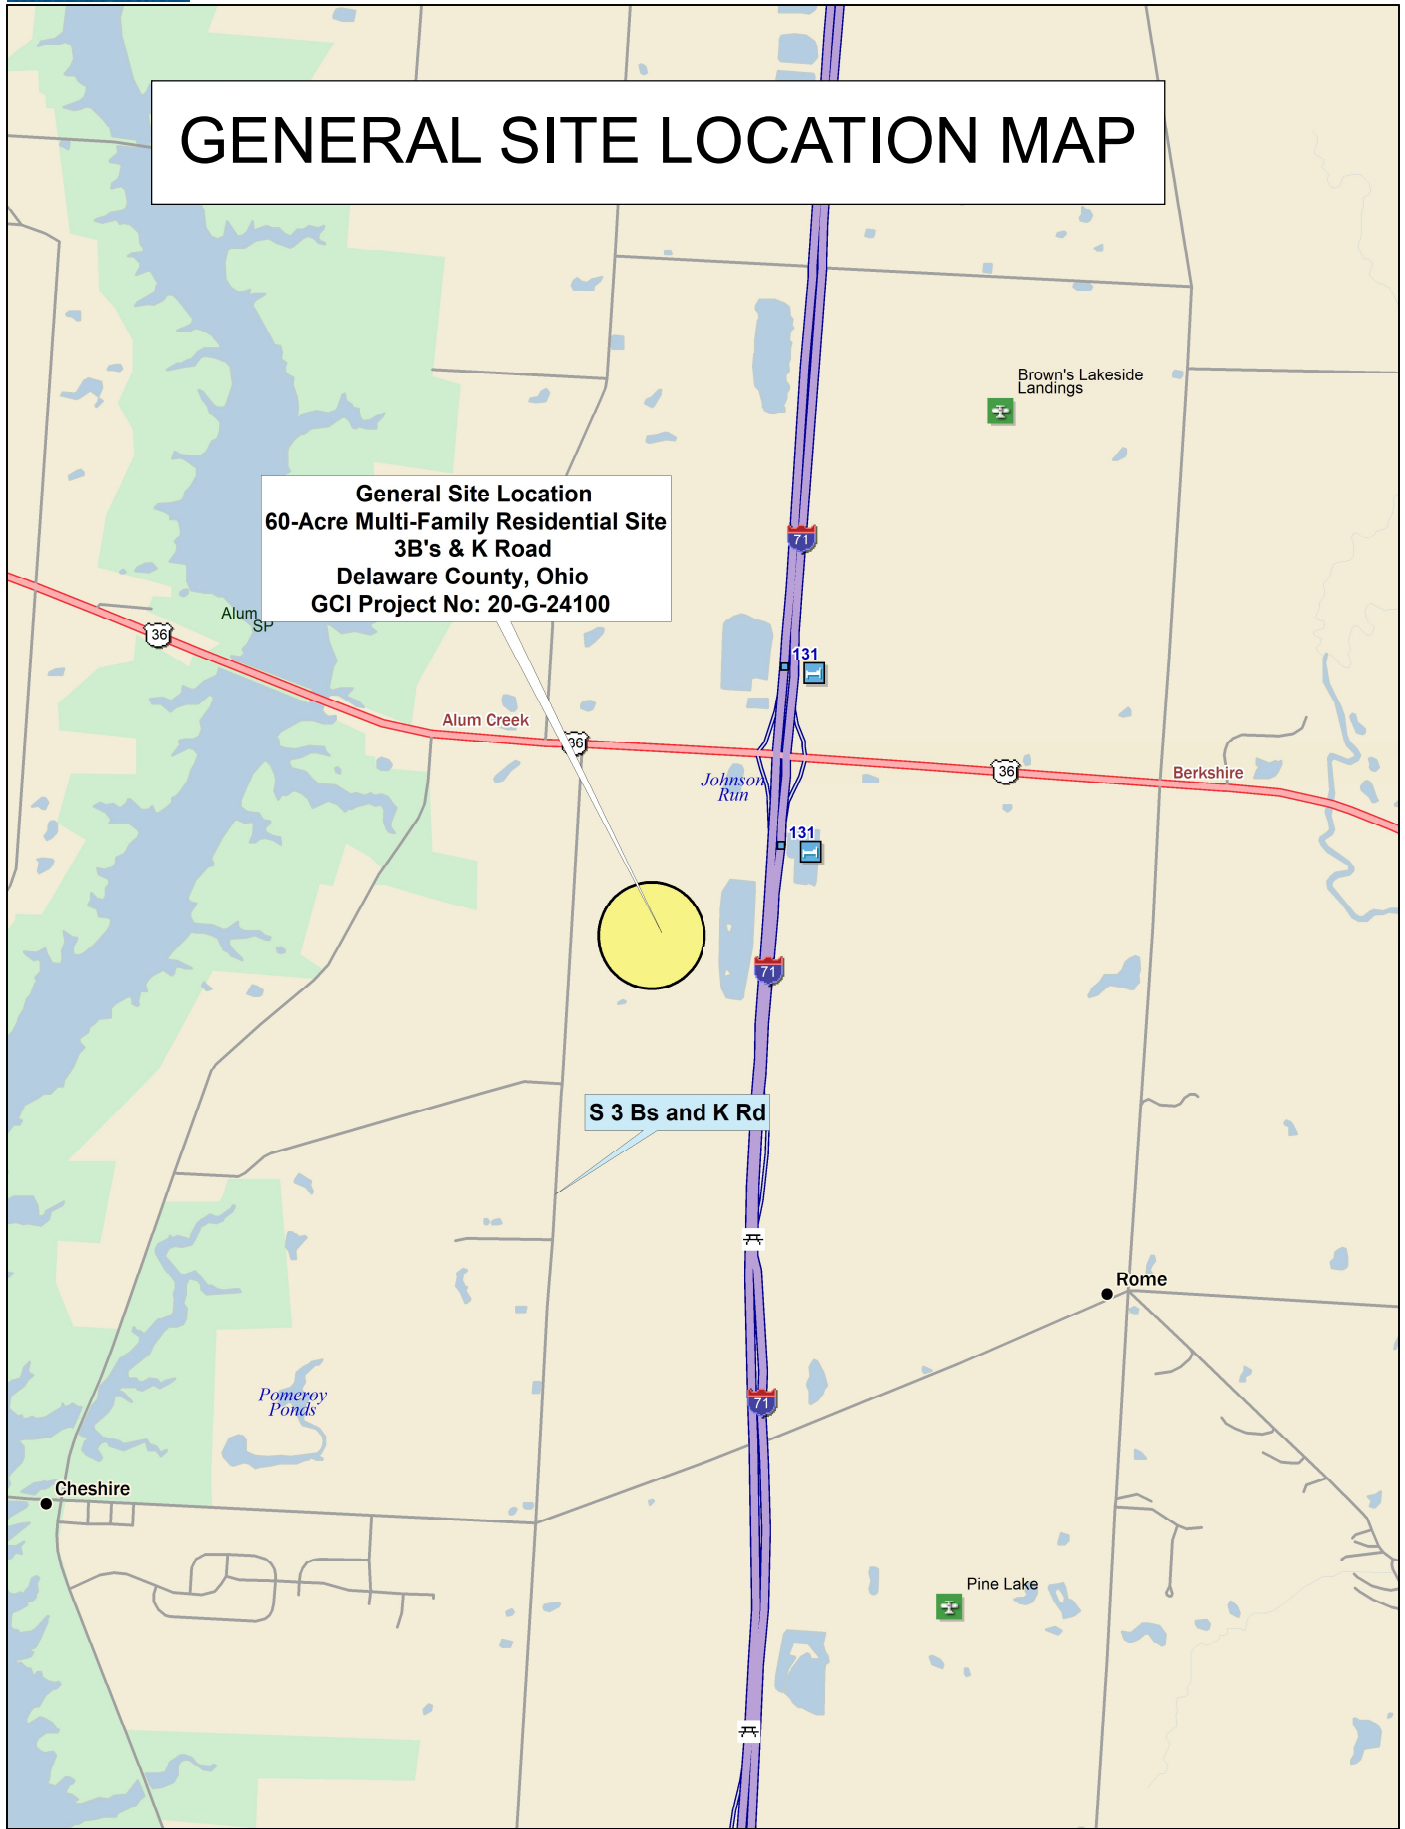 GENERAL SITE LOCATION MAP
Brown's Lakeside
Landings
General Site Location
60-Acre Multi-Family Residential Site
3B's & K Road
Delaware County, Ohio
GCI Project No: 20-G-24100
71
Alum
SP
36
131
Alum Creek
36
36
Berkshire
Johnson
Run
131
71
S 3 Bs and K Rd
Rome
Pomeroy
Ponds
71
Cheshire
Pine Lake